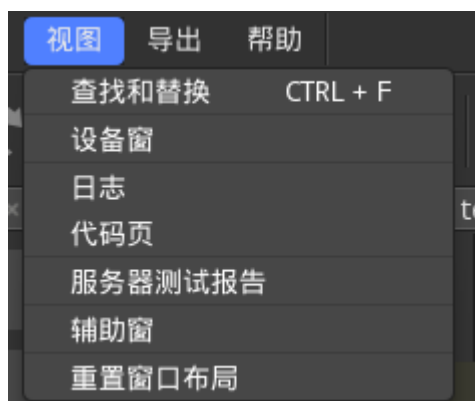 视图 导出 帮助
查找和替换 CTRL + F
设备窗
日志
代码页
服务器测试报告
辅助窗
重置窗口布局